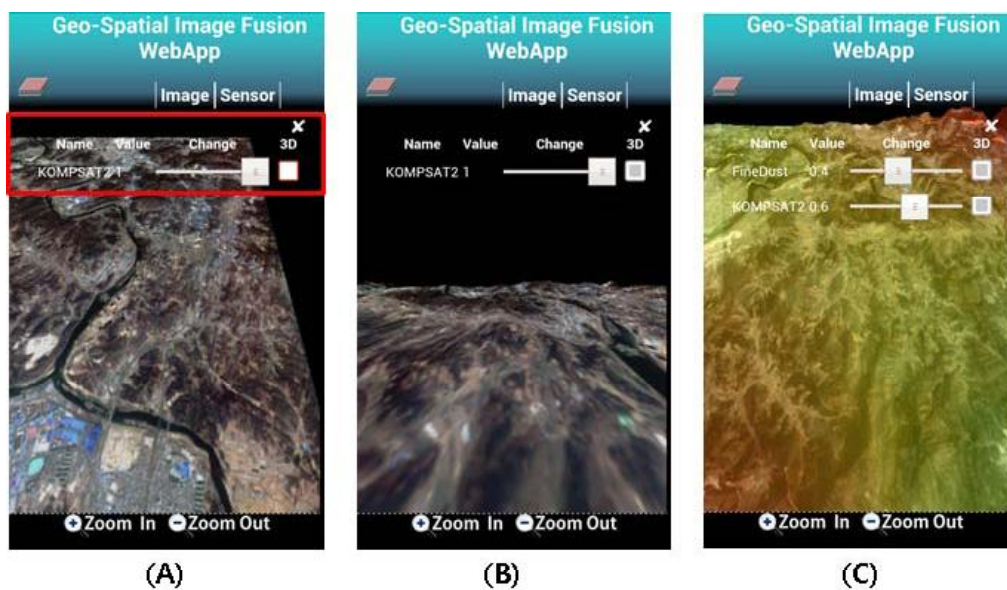 Geo-Spatial Image Fusion
WebApp
Image Sensor
Name Value Change 3D
KOMPSAT2 1
Zoom In Zoom Out
(A)
Geo-Spatial Image Fusion
WebApp
Image Sensor
Name Value Change 3D
KOMPSAT2 1
Zoom In Zoom Out
(B)
Geo-Spatial Image Fusion
WebApp
Image Sensor
Name Value Change 3D
FineDust 0.4
KOMPSAT2 0.6
Zoom In Zoom Out
(C)